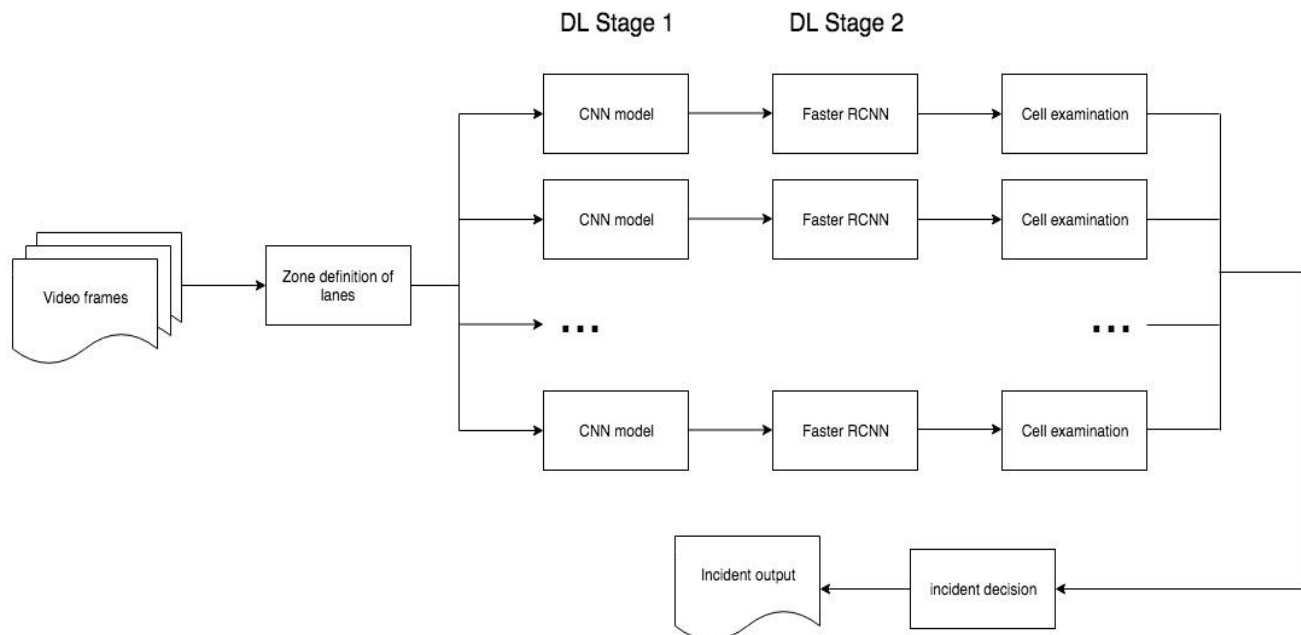 DL Stage 1
DL Stage 2
CNN model
Faster RCNN
Cell examination
CNN model
Faster RCNN
Cell examination
Video frames
Zone definition of
lanes
...
...
CNN model
Faster RCNN
Cell examination
Incident output
incident decision